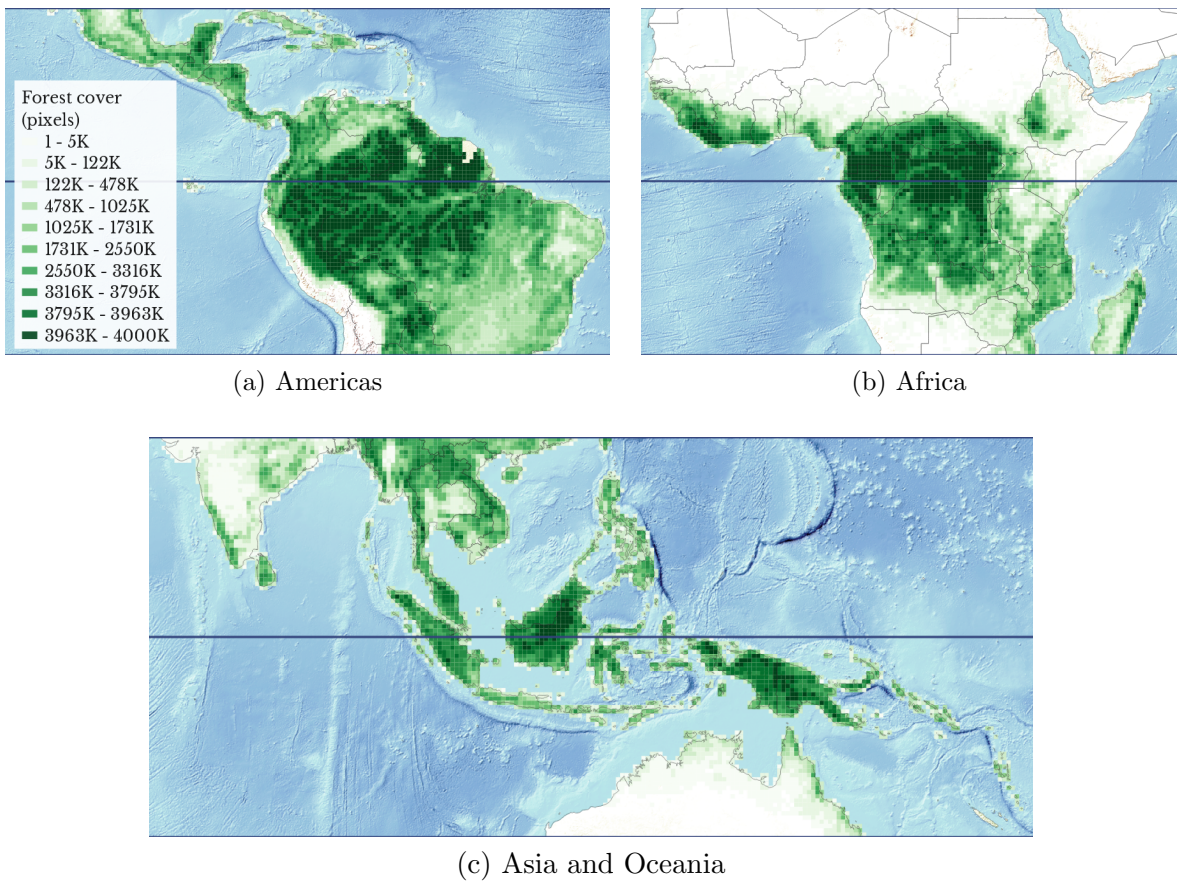 Forest cover
(pixels)
1 - 5K
5K - 122K
122K - 478K
478K - 1025K
1025K - 1731K
1731K - 2550K
2550K - 3316K
3316K - 3795K
3795K - 3963K
3963K - 4000K
(a) Americas
(b) Africa
(c) Asia and Oceania